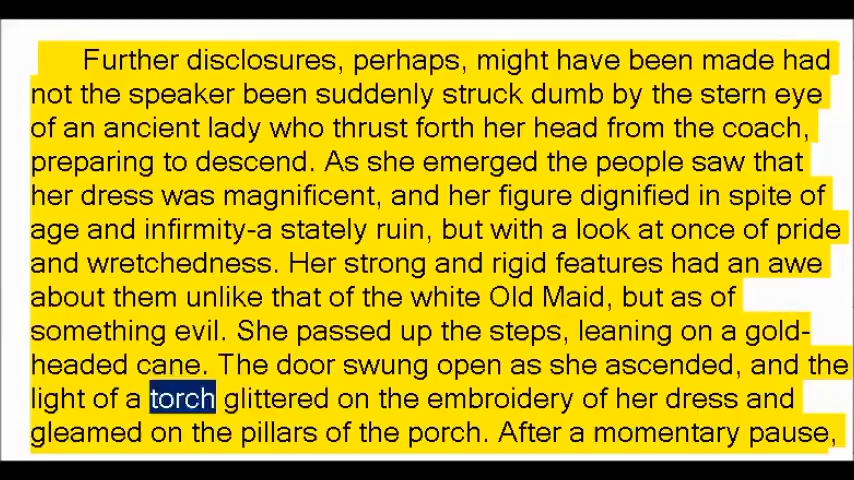 Further disclosures, perhaps, might have been made had
not the speaker been suddenly struck dumb by the stern eye
of an ancient lady who thrust forth her head from the coach,
preparing to descend. As she emerged the people saw that
her dress was magnificent, and her figure dignified in spite of
age and infirmity-a stately ruin, but with a look at once of pride
and wretchedness. Her strong and rigid features had an awe
about them unlike that of the white Old Maid, but as of
something evil. She passed up the steps, leaning on a gold-
headed cane. The door swung open as she ascended, and the
light of a torch glittered on the embroidery of her dress and
gleamed on the pillars of the porch. After a momentary pause,